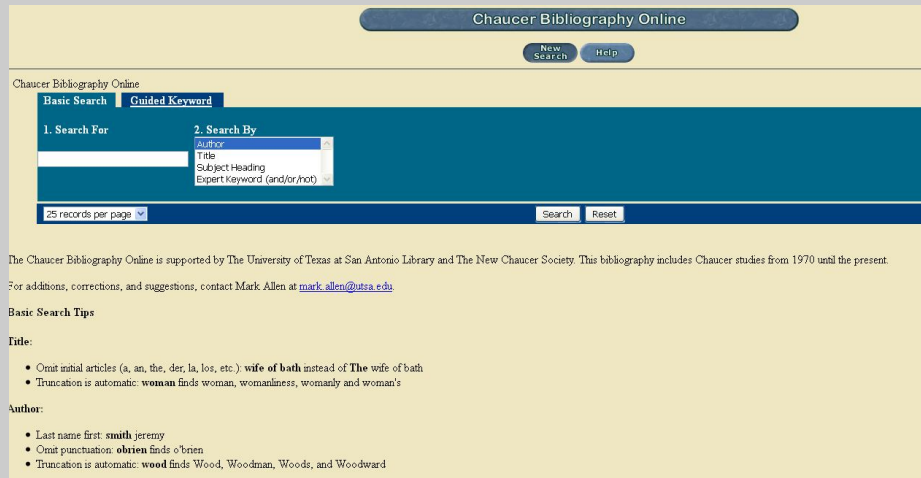 Chaucer Bibliography Online
New Search Help
Chaucer Bibliography Online
Basic Search Guided Keyword
1. Search For 2. Search By
Author
Title
Subject Heading
Expert Keyword (and/or/not)
25 records per page Search Reset
The Chaucer Bibliography Online is supported by The University of Texas at San Antonio Library and The New Chaucer Society. This bibliography includes Chaucer studies from 1970 until the present.
For additions, corrections, and suggestions, contact Mark Allen at mark.allen@utsa.edu.
Basic Search Tips
Title:
• Omit initial articles (a, an, the, der, la, los, etc.): wife of bath instead of The wife of bath
• Truncation is automatic: woman finds woman, womanliness, womanly and woman's
Author:
• Last name first: smith jeremy
• Omit punctuation: obrien finds o'brien
• Truncation is automatic: wood finds Wood, Woodman, Woods, and Woodward